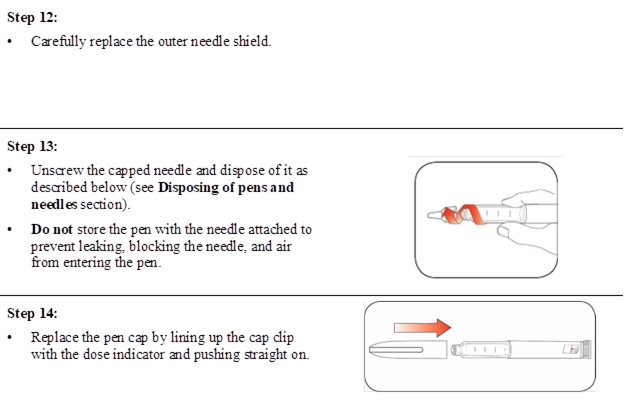 Step 12:
• Carefully replace the outer needle shield.
Step 13:
• Unscrew the capped needle and dispose of it as
described below (see Disposing of pens and
needles section).
• Do not store the pen with the needle attached to
prevent leaking, blocking the needle, and air
from entering the pen.
Step 14:
• Replace the pen cap by lining up the cap clip
with the dose indicator and pushing straight on.